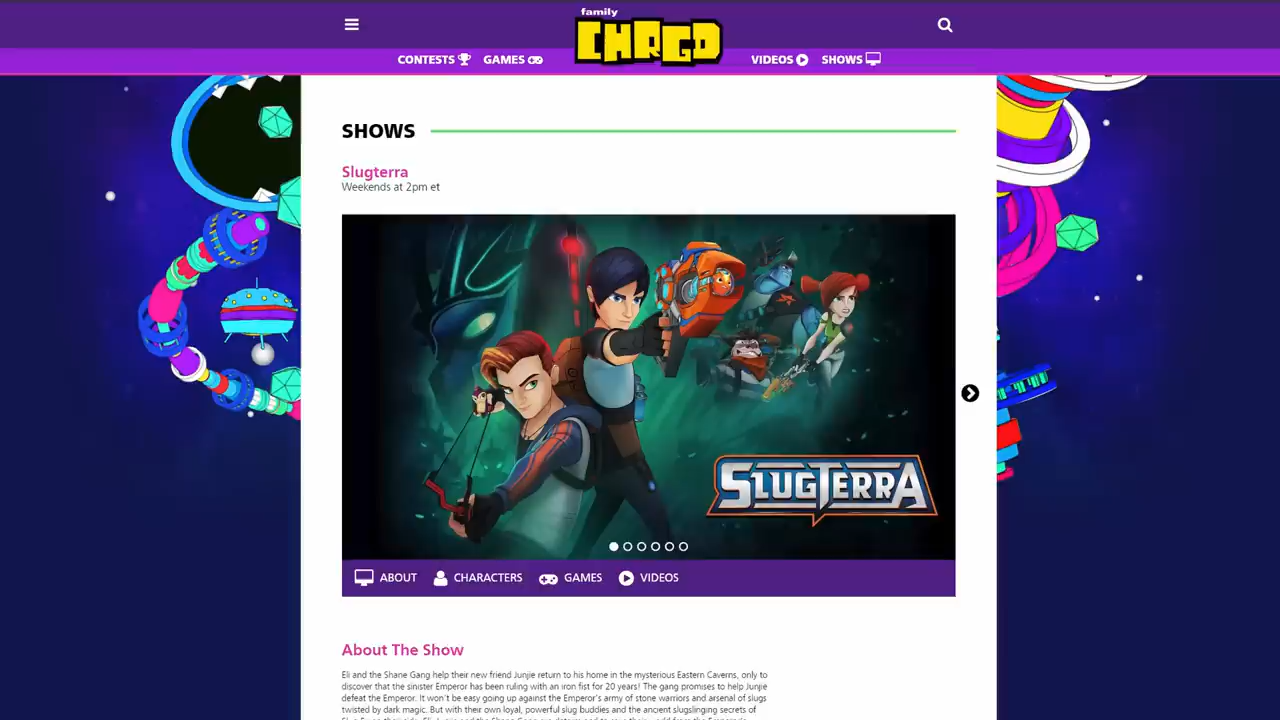 family
CHRGD
CONTESTS
GAMES
VIDEOS
SHOWS
SHOWS
Slugterra
Weekends at 2pm et
SLUGTERRA
ABOUT
CHARACTERS
GAMES
VIDEOS
About The Show
Eli and the Shane Gang help their new friend Junjie return to his home in the mysterious Eastern Caverns, only to
discover that the sinister Emperor has been ruling with an iron fist for 20 years! The gang promises to help Junjie
defeat the Emperor. It won't be easy going up against the Emperor's army of stone warriors and arsenal of slugs
twisted by dark magic. But with their own loyal, powerful slug buddies and the ancient slugslinging secrets of